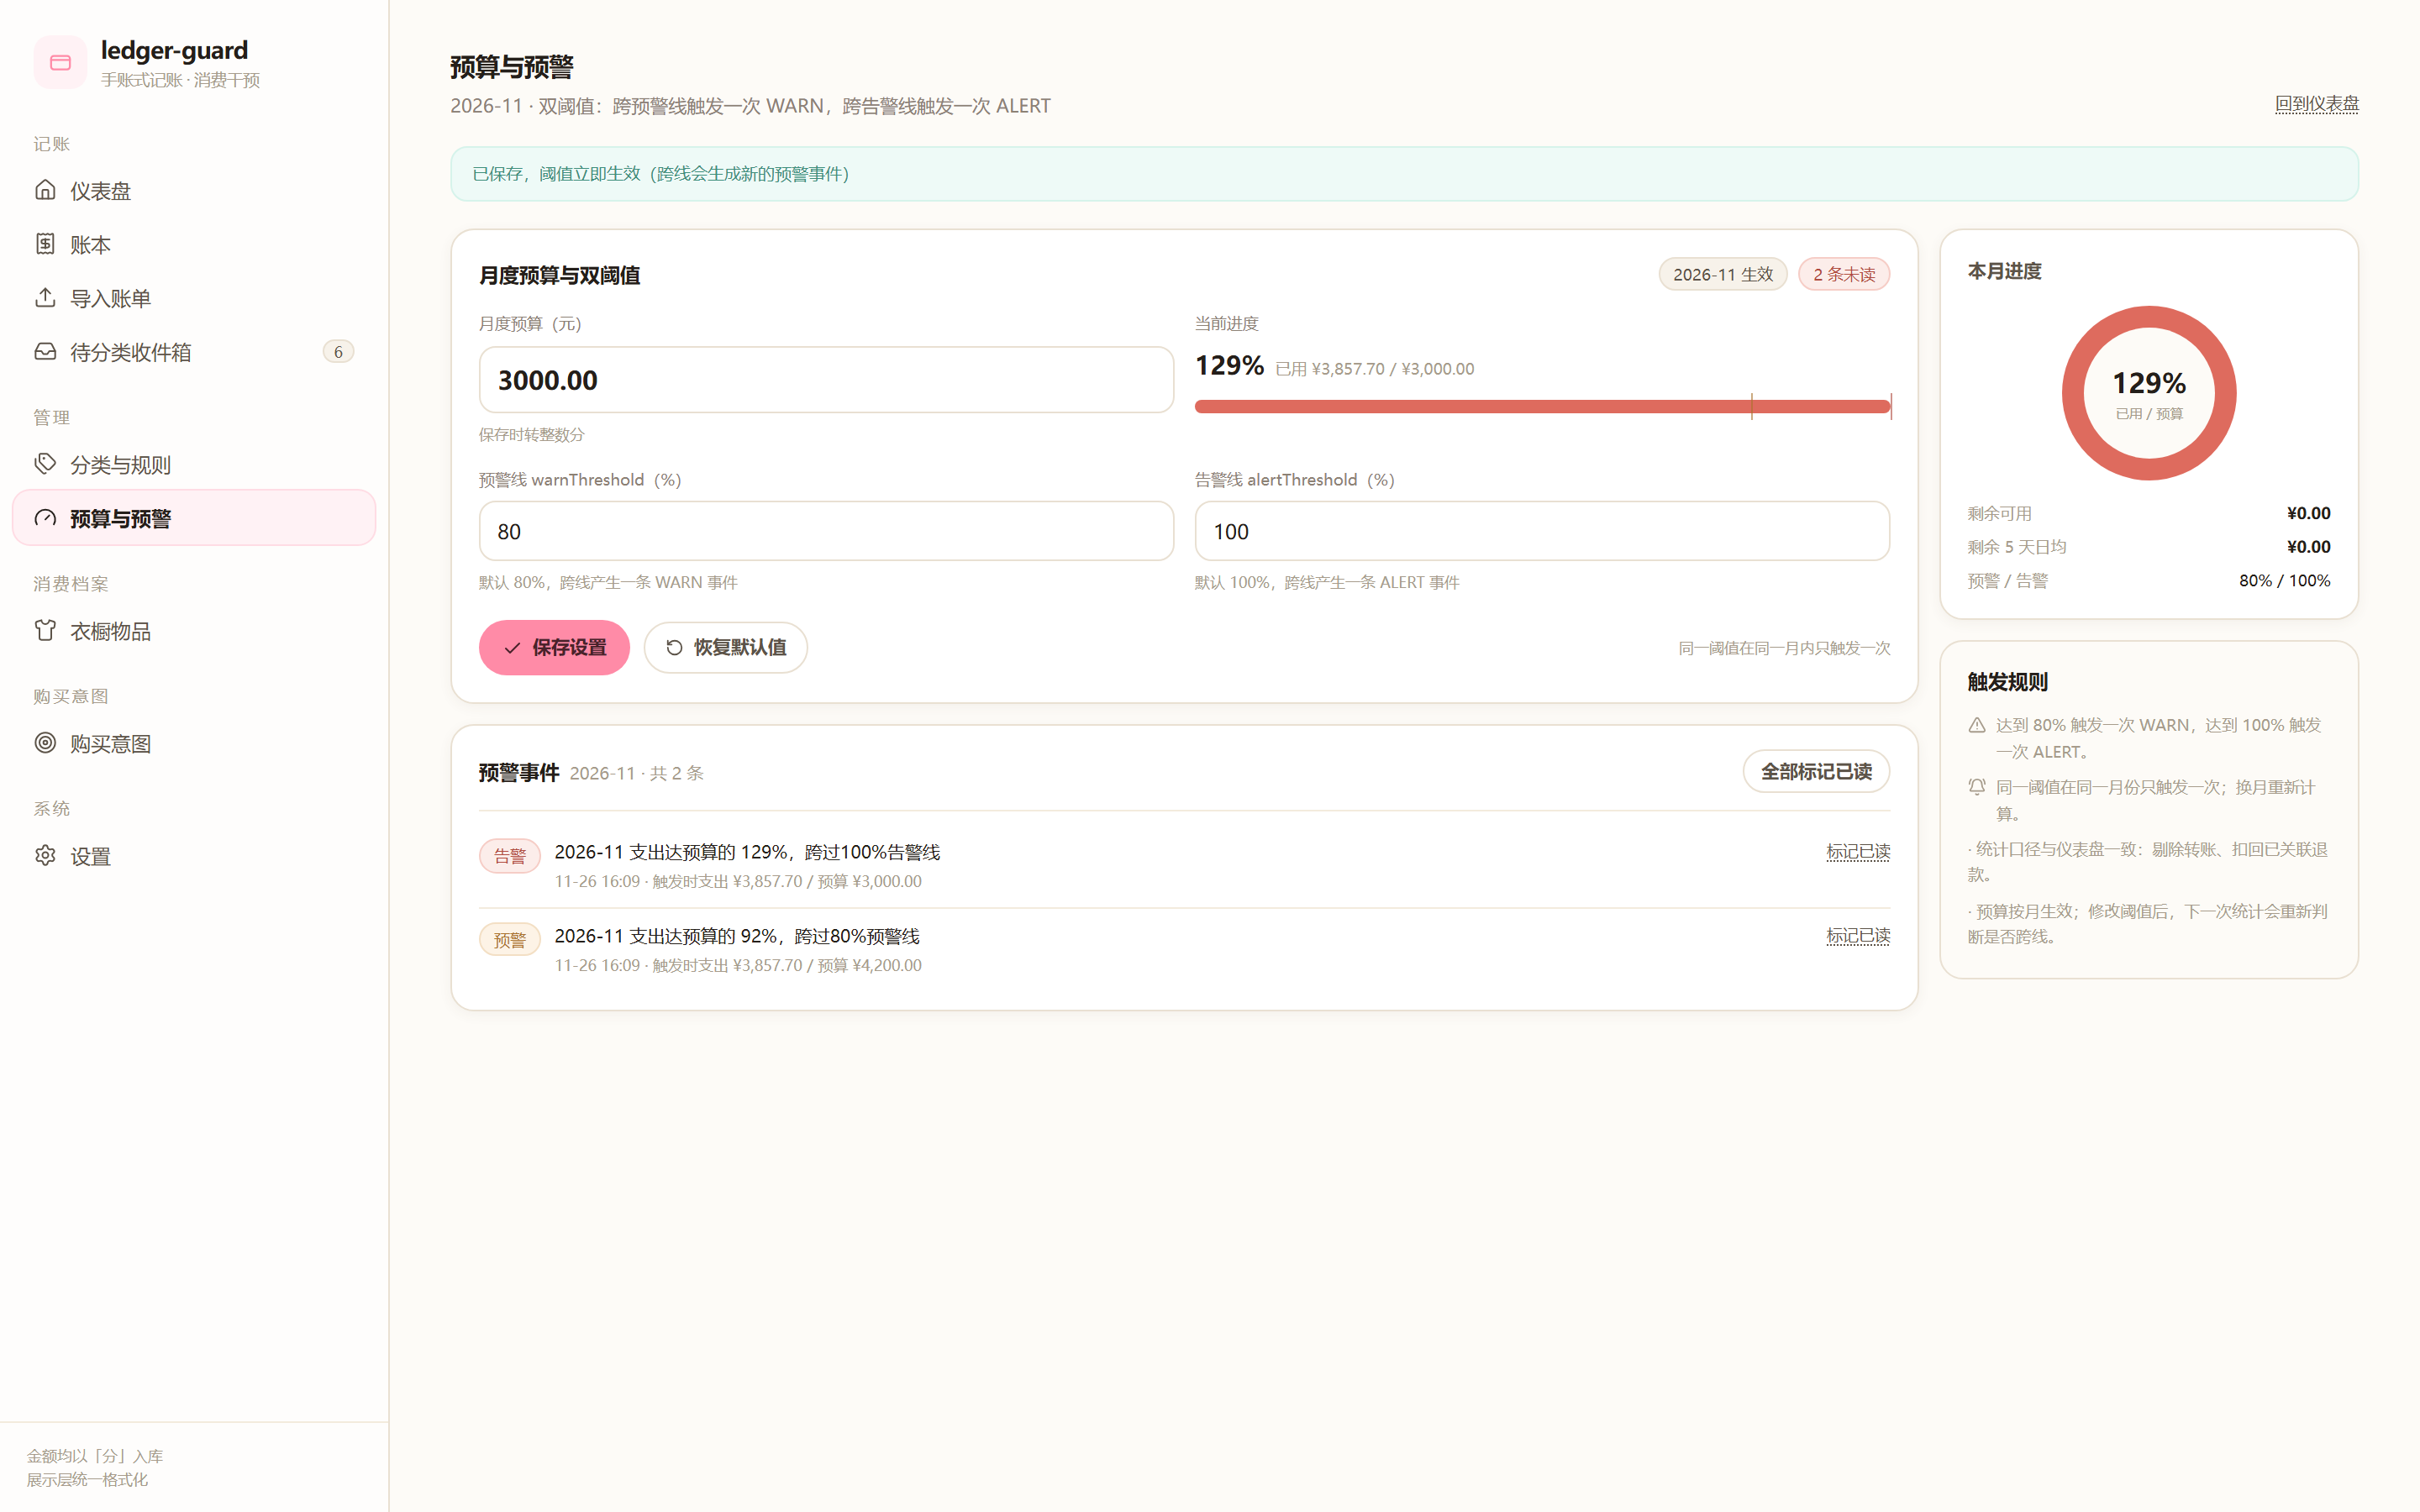 ledger-guard
手账式记账 · 消费干预
记账
仪表盘
账本
导入账单
待分类收件箱
6
管理
分类与规则
预算与预警
消费档案
衣橱物品
购买意图
购买意图
系统
设置
金额均以「分」入库
展示层统一格式化
预算与预警
2026-11 · 双阈值：跨预警线触发一次 WARN，跨告警线触发一次 ALERT
回到仪表盘
已保存，阈值立即生效（跨线会生成新的预警事件）
月度预算与双阈值
2026-11 生效
2 条未读
月度预算（元）
3000.00
保存时转整数分
当前进度
129% 已用 ¥3,857.70 / ¥3,000.00
预警线 warnThreshold（%）
80
默认 80%，跨线产生一条 WARN 事件
告警线 alertThreshold（%）
100
默认 100%，跨线产生一条 ALERT 事件
保存设置
恢复默认值
同一阈值在同一月内只触发一次
预警事件 2026-11 · 共 2 条
全部标记已读
告警
2026-11 支出达预算的 129%，跨过100%告警线
11-26 16:09 · 触发时支出 ¥3,857.70 / 预算 ¥3,000.00
标记已读
预警
2026-11 支出达预算的 92%，跨过80%预警线
11-26 16:09 · 触发时支出 ¥3,857.70 / 预算 ¥4,200.00
标记已读
本月进度
129%
已用 / 预算
剩余可用 ¥0.00
剩余 5 天日均 ¥0.00
预警 / 告警 80% / 100%
触发规则
达到 80% 触发一次 WARN，达到 100% 触发
一次 ALERT。
同一阈值在同一月份只触发一次；换月重新计
算。
· 统计口径与仪表盘一致：剔除转账、扣回已关联退
款。
· 预算按月生效；修改阈值后，下一次统计会重新判
断是否跨线。